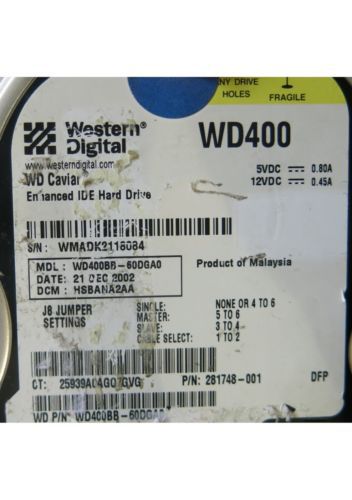 NY DRIVE
HOLES
FRAGILE
Western®
Digital
www.westerndigital.com
WD400
WD Caviar
Enhanced IDE Hard Drive
5VDC 0.80A
12VDC 0.45A
S/N: WMADK2116084
MDL: WD400BB-60DGA0
DATE: 21 DEC 2002
DCM: HSBANA2AA
Product of Malaysia
J8 JUMPER
SETTINGS
SINGLE: NONE OR 4 TO 6
MASTER: 5 TO 6
SLAVE: 3 TO 4
CABLE SELECT: 1 TO 2
CT: P/N: 281748-001 DFP
WD P/N: WD400BB-60DGA0